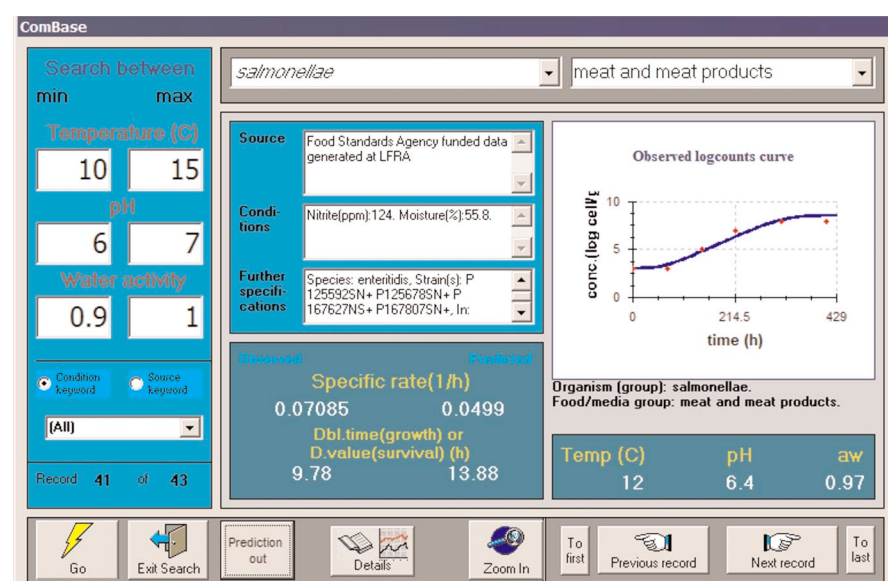 ComBase
Search between
min max
Temperature (C)
10 15
pH
6 7
Water activity
0.9 1
Condition keyword
Source keyword
(All)
Record 41 of 43
salmonellae
meat and meat products
Source
Food Standards Agency funded data
generated at LFRA
Condi-
tions
Nitrite(ppm):124. Moisture(%):55.8.
Further
specifi-
cations
Species: enteritidis, Strain(s): P
125592SN+ P125678SN+ P
167627NS+ P167807SN+, In:
Observed Predicted
Specific rate(1/h)
0.07085 0.0499
Dbl.time(growth) or
D.value(survival) (h)
9.78 13.88
Observed logcounts curve
conc.(log cell/g
10
5
0
0 214.5 429
time (h)
Organism (group): salmonellae.
Food/media group: meat and meat products.
Temp (C) pH aw
12 6.4 0.97
Go
Exit Search
Prediction
out
Details
Zoom In
To
first
Previous record
Next record
To
last